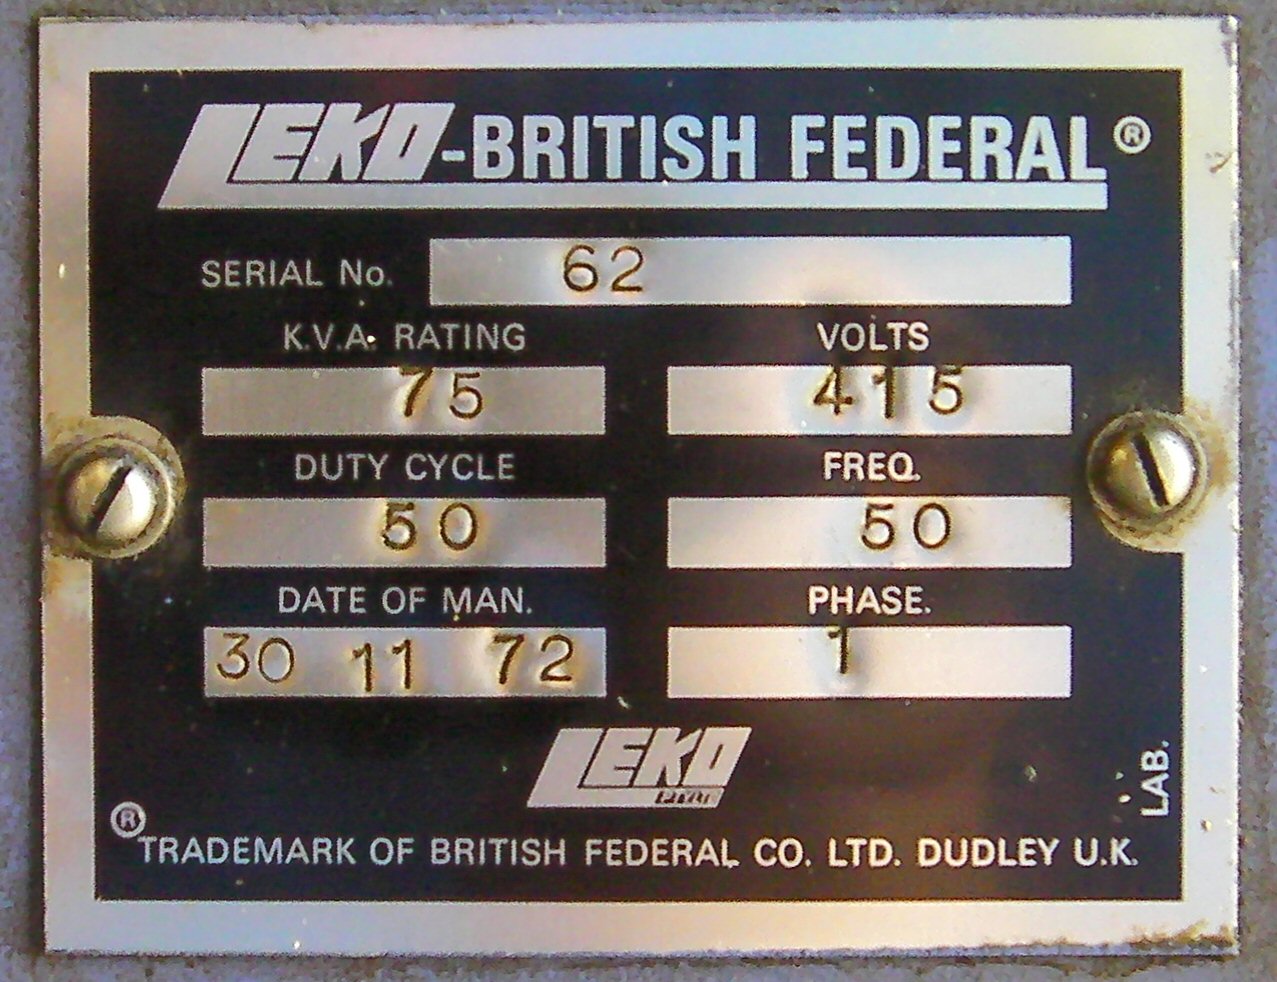 LEKO-BRITISH FEDERAL ®
SERIAL No. 62
K.V.A. RATING VOLTS
75 415
DUTY CYCLE FREQ.
50 50
DATE OF MAN. PHASE.
30 11 72 1
LEKO
LAB.
® TRADEMARK OF BRITISH FEDERAL CO. LTD. DUDLEY U.K.